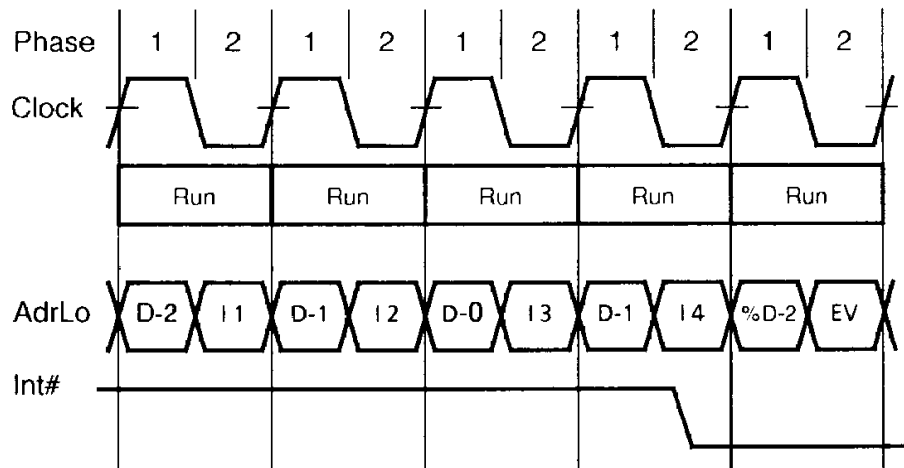 Phase 1 2 1 2 1 2 1 2 1 2
Clock
Run Run Run Run Run
AdrLo D-2 I1 D-1 I2 D-0 I3 D-1 I4 %D-2 EV
Int#